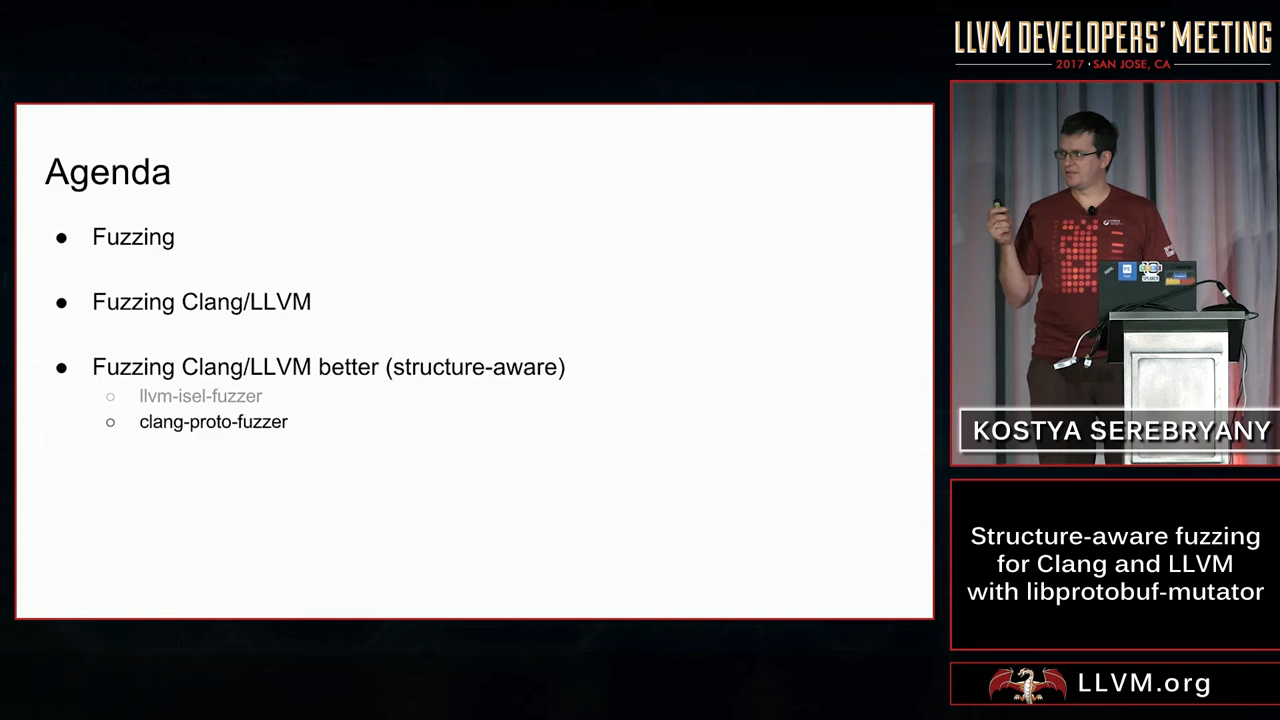 Agenda
● Fuzzing
● Fuzzing Clang/LLVM
● Fuzzing Clang/LLVM better (structure-aware)
○ llvm-isel-fuzzer
○ clang-proto-fuzzer
LLVM DEVELOPERS' MEETING
2017 • SAN JOSE, CA
KOSTYA SEREBRYANY
Structure-aware fuzzing
for Clang and LLVM
with libprotobuf-mutator
LLVM.org